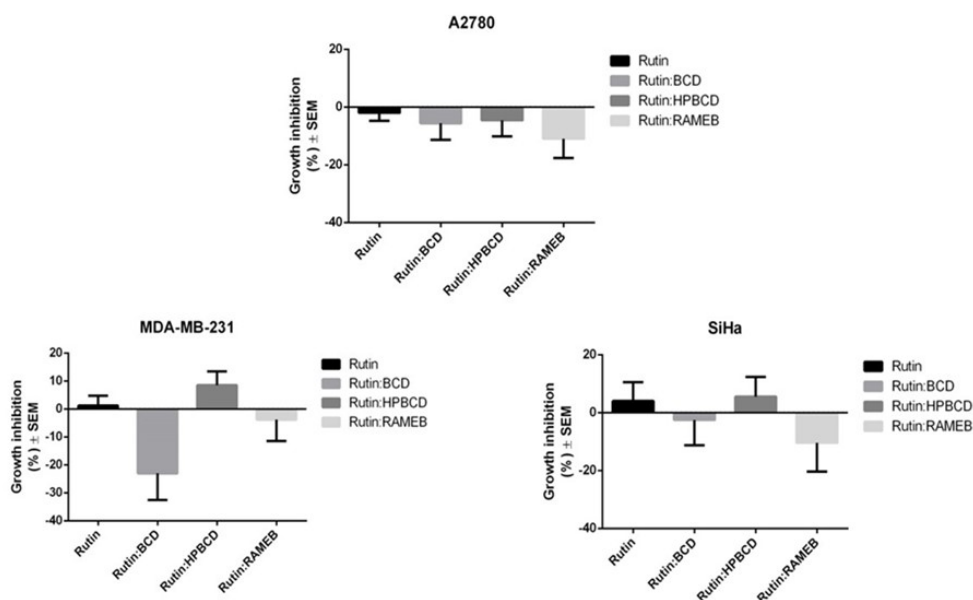 A2780
Growth inhibition
(%) ± SEM
20
0
-20
-40
Rutin
Rutin:BCD
Rutin:HPBCD
Rutin:RAMEB
Rutin
Rutin:BCD
Rutin:HPBCD
Rutin:RAMEB
MDA-MB-231
Growth inhibition
(%) ± SEM
20
10
0
-10
-20
-30
-40
Rutin
Rutin:BCD
Rutin:HPBCD
Rutin:RAMEB
Rutin
Rutin:BCD
Rutin:HPBCD
Rutin:RAMEB
SiHa
Growth inhibition
(%) ± SEM
20
0
-20
-40
Rutin
Rutin:BCD
Rutin:HPBCD
Rutin:RAMEB
Rutin
Rutin:BCD
Rutin:HPBCD
Rutin:RAMEB